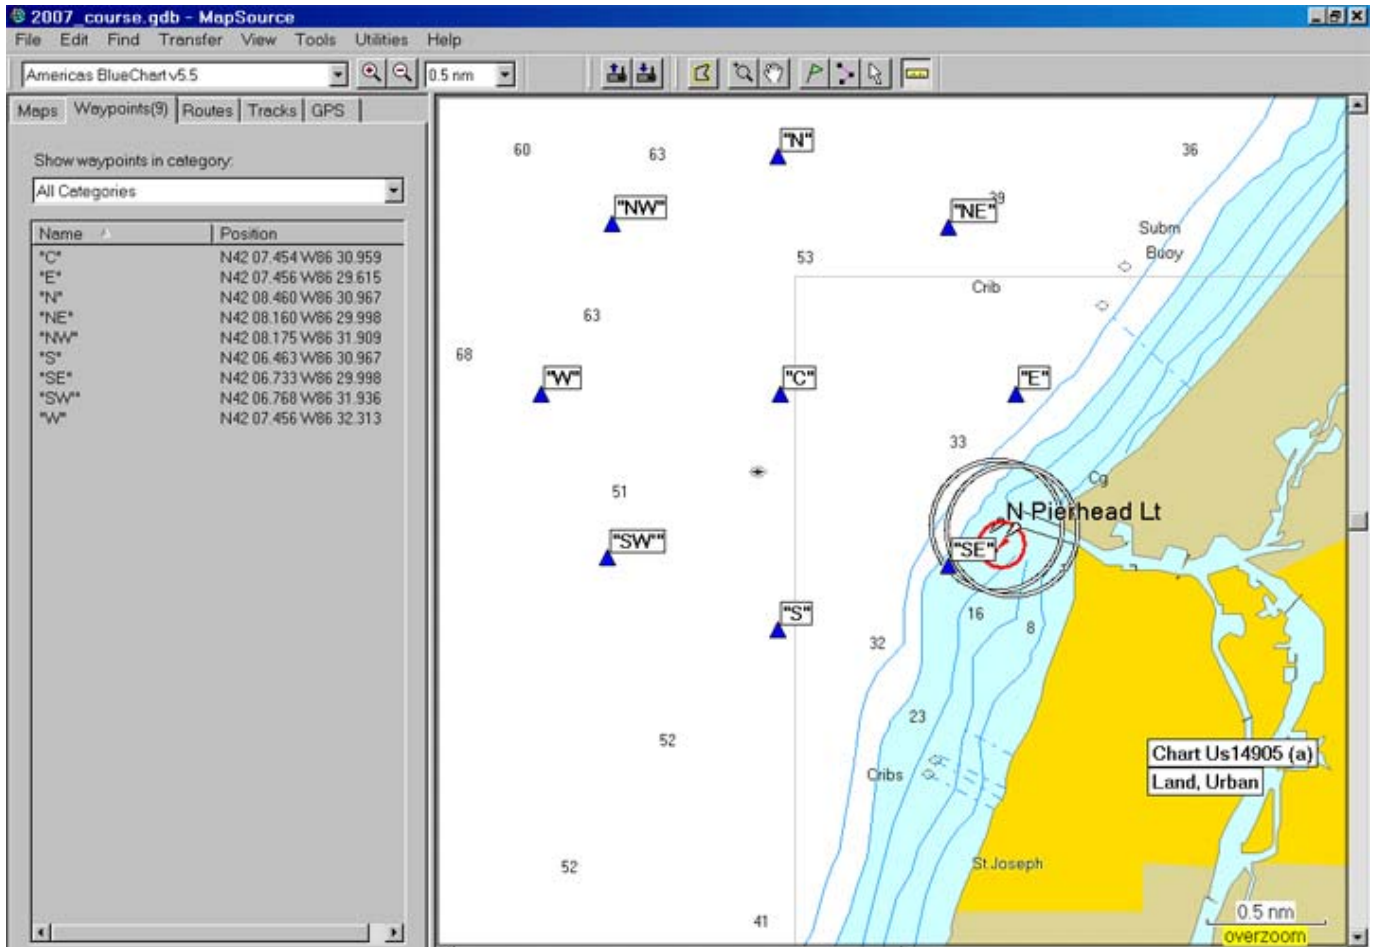 2007_course.gdb - MapSource
File Edit Find Transfer View Tools Utilities Help
Americas BlueChart v5.5
0.5 nm
Maps Waypoints(9) Routes Tracks GPS
Show waypoints in category:
All Categories
Name Position
"C" N42 07.454 W86 30.959
"E" N42 07.456 W86 29.615
"N" N42 08.460 W86 30.967
"NE" N42 08.160 W86 29.998
"NW" N42 08.175 W86 31.909
"S" N42 06.463 W86 30.967
"SE" N42 06.733 W86 29.998
"SW"" N42 06.768 W86 31.936
"W" N42 07.456 W86 32.313
"N"
60
63
36
"NW"
39
"NE"
Subm
Buoy
53
Crib
63
68
"W"
"C"
"E"
33
Cg
51
N Pierhead Lt
"SW""
"SE"
"S"
16
8
32
23
52
Chart Us14905 (a)
Cribs
Land, Urban
52
St.Joseph
41
0.5 nm
overzoom